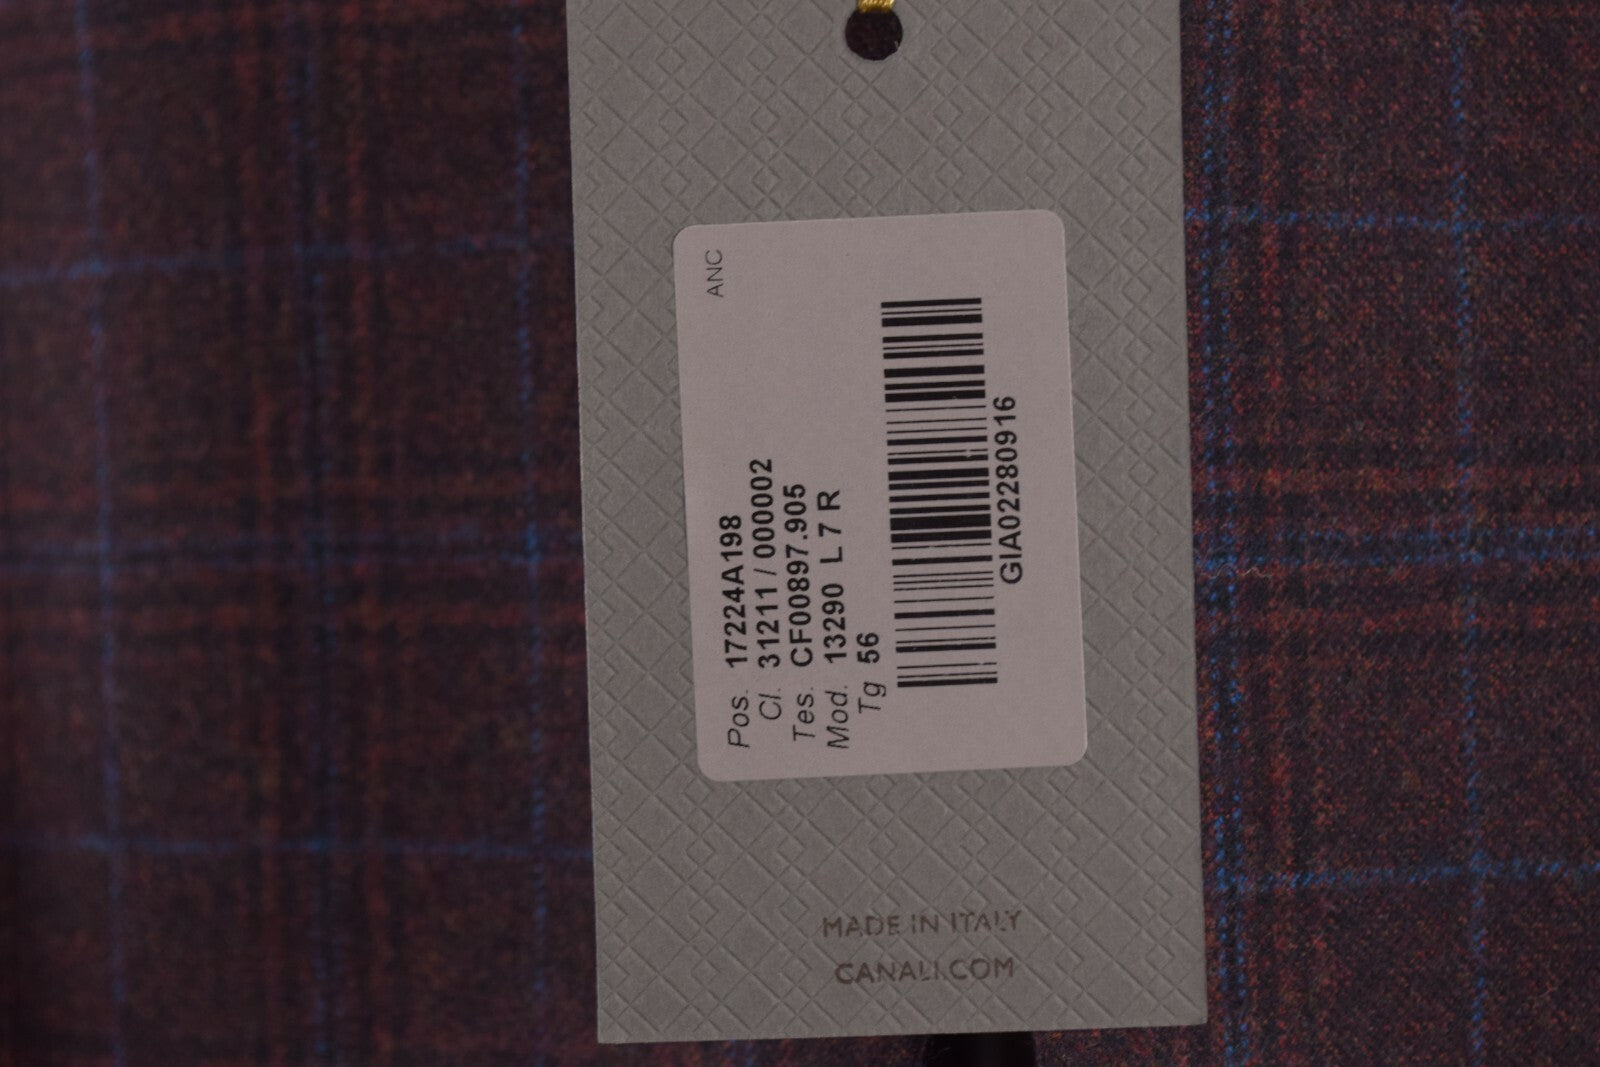 ANC
Pos. 17224A198
Cl. 31211 / 000002
Tes. CF00897.905
Mod. 13290 L 7 R
Tg 56
GIA02280916
MADE IN ITALY
CANALI.COM